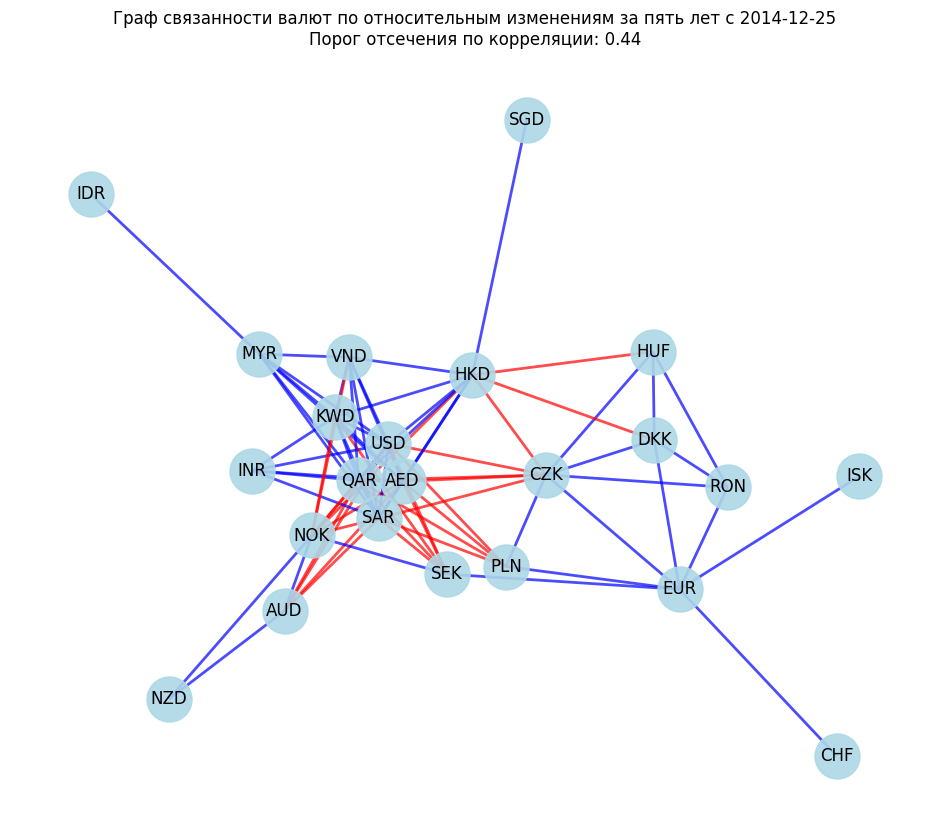 Граф связанности валют по относительным изменениям за пять лет с 2014-12-25
Порог отсечения по корреляции: 0.44
SGD
IDR
MYR
VND
HKD
HUF
KWD
USD
DKK
INR
QAR
AED
CZK
RON
ISK
SAR
NOK
SEK
PLN
EUR
AUD
NZD
CHF